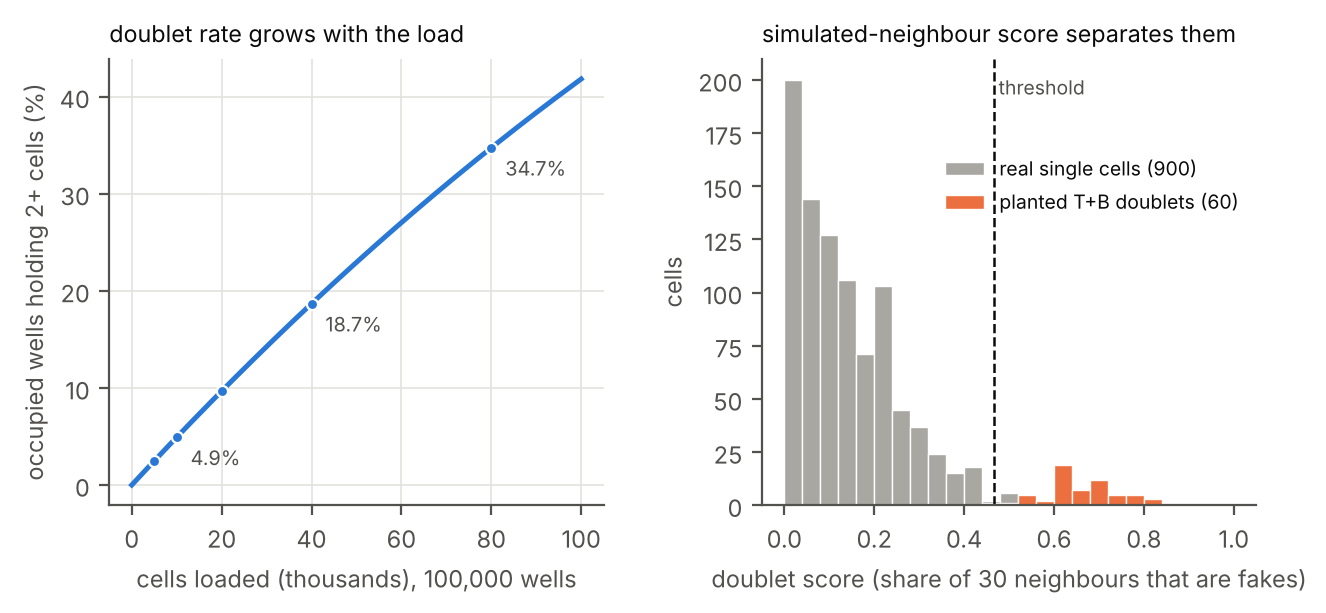 doublet rate grows with the load
occupied wells holding 2+ cells (%)
40
30
20
10
0
34.7%
18.7%
4.9%
0 20 40 60 80 100
cells loaded (thousands), 100,000 wells
simulated-neighbour score separates them
cells
200
175
150
125
100
75
50
25
0
threshold
real single cells (900)
planted T+B doublets (60)
0.0 0.2 0.4 0.6 0.8 1.0
doublet score (share of 30 neighbours that are fakes)